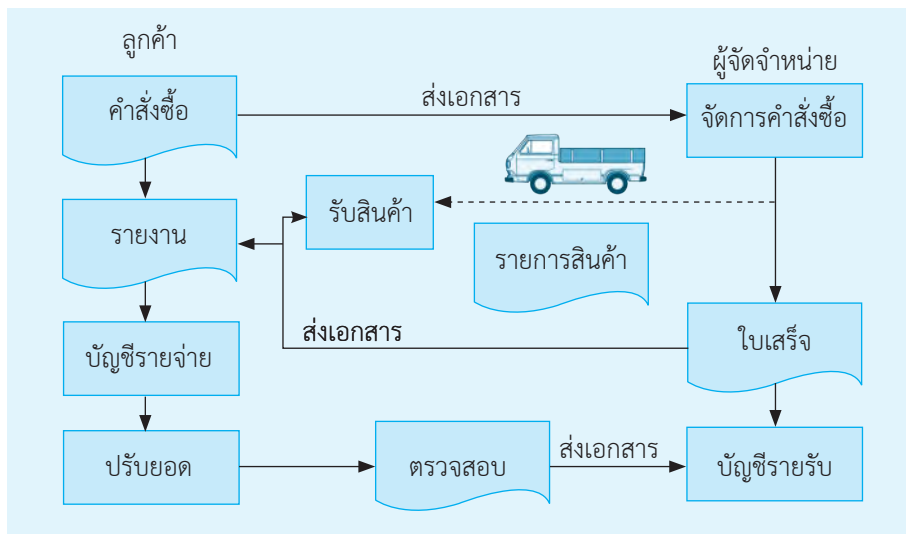 ลูกค้า
ผู้จัดจำหน่าย
คำสั่งซื้อ
ส่งเอกสาร
จัดการคำสั่งซื้อ
รับสินค้า
รายงาน
รายการสินค้า
ส่งเอกสาร
ใบเสร็จ
บัญชีรายจ่าย
ปรับยอด
ตรวจสอบ
ส่งเอกสาร
บัญชีรายรับ